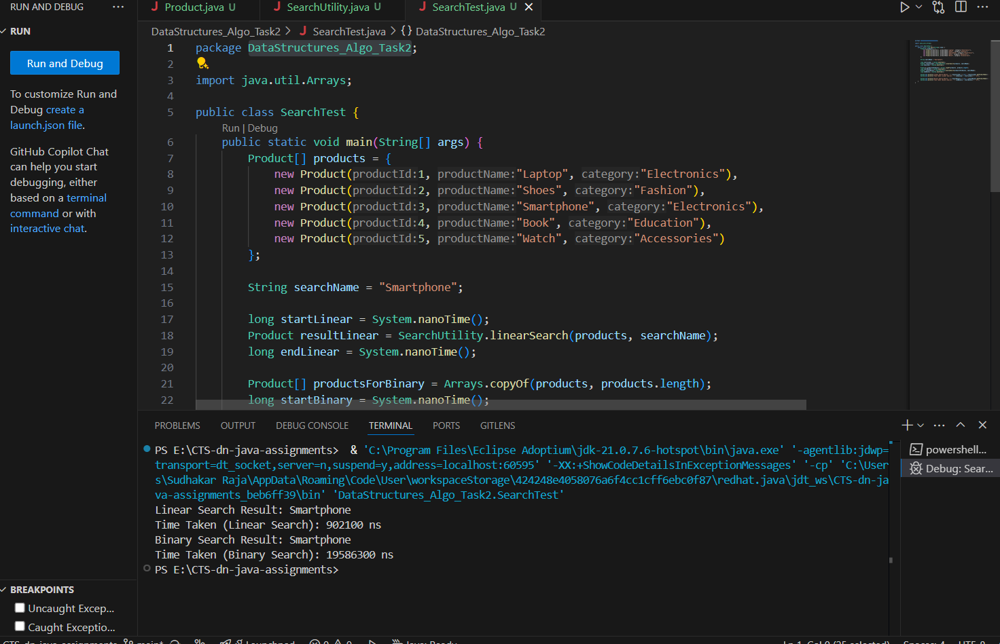 RUN AND DEBUG ···
RUN
Run and Debug
To customize Run and
Debug create a
launch.json file.
GitHub Copilot Chat
can help you start
debugging, either
based on a terminal
command or with
interactive chat.
BREAKPOINTS
Uncaught Excep...
Caught Exceptio...
J Product.java U J SearchUtility.java U J SearchTest.java U
DataStructures_Algo_Task2 > J SearchTest.java > {} DataStructures_Algo_Task2
1 package DataStructures_Algo_Task2;
2
3 import java.util.Arrays;
4
5 public class SearchTest {
Run | Debug
6 public static void main(String[] args) {
7 Product[] products = {
8 new Product(productId:1, productName:"Laptop", category:"Electronics"),
9 new Product(productId:2, productName:"Shoes", category:"Fashion"),
10 new Product(productId:3, productName:"Smartphone", category:"Electronics"),
11 new Product(productId:4, productName:"Book", category:"Education"),
12 new Product(productId:5, productName:"Watch", category:"Accessories")
13 };
14
15 String searchName = "Smartphone";
16
17 long startLinear = System.nanoTime();
18 Product resultLinear = SearchUtility.linearSearch(products, searchName);
19 long endLinear = System.nanoTime();
20
21 Product[] productsForBinary = Arrays.copyOf(products, products.length);
22 long startBinary = System.nanoTime();
PROBLEMS OUTPUT DEBUG CONSOLE TERMINAL PORTS GITLENS
PS E:\CTS-dn-java-assignments> & 'C:\Program Files\Eclipse Adoptium\jdk-21.0.7.6-hotspot\bin\java.exe' '-agentlib:jdwp=
transport=dt_socket,server=n,suspend=y,address=localhost:60595' '-XX:+ShowCodeDetailsInExceptionMessages' '-cp' 'C:\User
s\Sudhakar Raja\AppData\Roaming\Code\User\workspaceStorage\424248e4058076a6f4cc1cff6ebc0f87\redhat.java\jdt_ws\CTS-dn-ja
va-assignments_beb6ff39\bin' 'DataStructures_Algo_Task2.SearchTest'
Linear Search Result: Smartphone
Time Taken (Linear Search): 902100 ns
Binary Search Result: Smartphone
Time Taken (Binary Search): 19586300 ns
PS E:\CTS-dn-java-assignments>
powershell...
Debug: Sear...